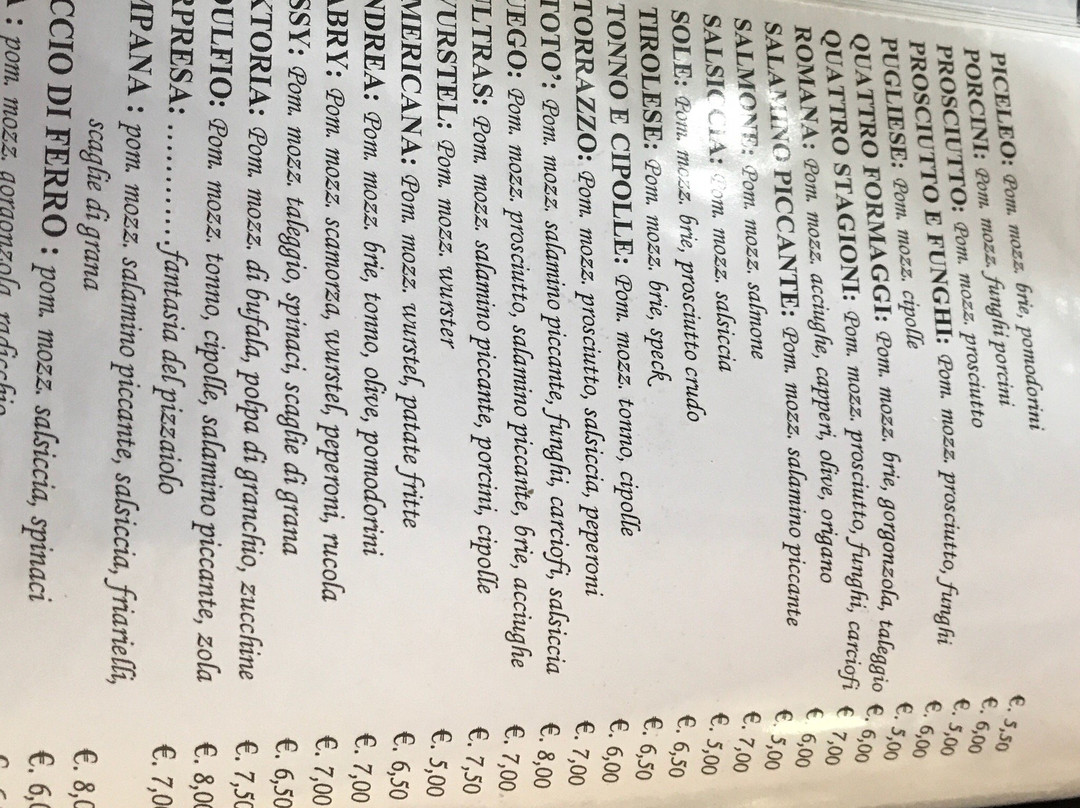 PICELEO: Pom. mozz. brie, pomodorini €. 5,50
PORCINI: Pom. mozz. funghi porcini €. 6,00
PROSCIUTTO: Pom. mozz. prosciutto €. 5,00
PROSCIUTTO E FUNGHI: Pom. mozz. prosciutto, funghi €. 6,00
PUGLIESE: Pom. mozz. cipolle €. 5,00
QUATTRO FORMAGGI: Pom. mozz. brie, gorgonzola, taleggio €. 6,00
QUATTRO STAGIONI: Pom. mozz. prosciutto, funghi, carciofi € 7,00
ROMANA: Pom. mozz. acciughe, capperi, olive, origano €. 6,00
SALAMINO PICCANTE: Pom. mozz. salamino piccante €. 5,00
SALMONE: Pom. mozz. salmone €. 7,00
SALSICCIA: Pom. mozz. salsiccia €. 5,00
SOLE: Pom. mozz. brie, prosciutto crudo €. 6,50
TIROLESE: Pom. mozz. brie, speck €. 6,50
TONNO E CIPOLLE: Pom. mozz. tonno, cipolle €. 6,00
TORRAZZO: Pom. mozz. prosciutto, salsiccia, peperoni €. 7,00
TOTO': Pom. mozz. salamino piccante, funghi, carciofi, salsiccia €. 8,00
UEGO: Pom. mozz. prosciutto, salamino piccante, brie, acciughe €. 7,00.
ULTRAS: Pom. mozz. salamino piccante, porcini, cipolle €. 7,50
VURSTEL: Pom. mozz. wurster €. 5,00
MERICANA: Pom. mozz. wurstel, patate fritte €. 6,50
NDREA: Pom. mozz. brie, tonno, olive, pomodorini €. 7,00
ABRY: Pom. mozz. scamorza, wurstel, peperoni, rucola €. 7,00
SSY: Pom. mozz. taleggio, spinaci, scaglie di grana €. 6,50
KTORIA: Pom. mozz. di bufala, polpa di granchio, zucchine €. 7,50
OULFIO: Pom. mozz. tonno, cipolle, salamino piccante, zola €. 8,00
RPRESA: ...........fantasia del pizzaiolo €. 7,0
MPANA : pom. mozz. salamino piccante, salsiccia, friarielli,
scaglie di grana €. 8,0
CCIO DI FERRO : pom. mozz. salsiccia, spinaci €. 6,0
A : pom. mozz. gorgonzola, radicchio